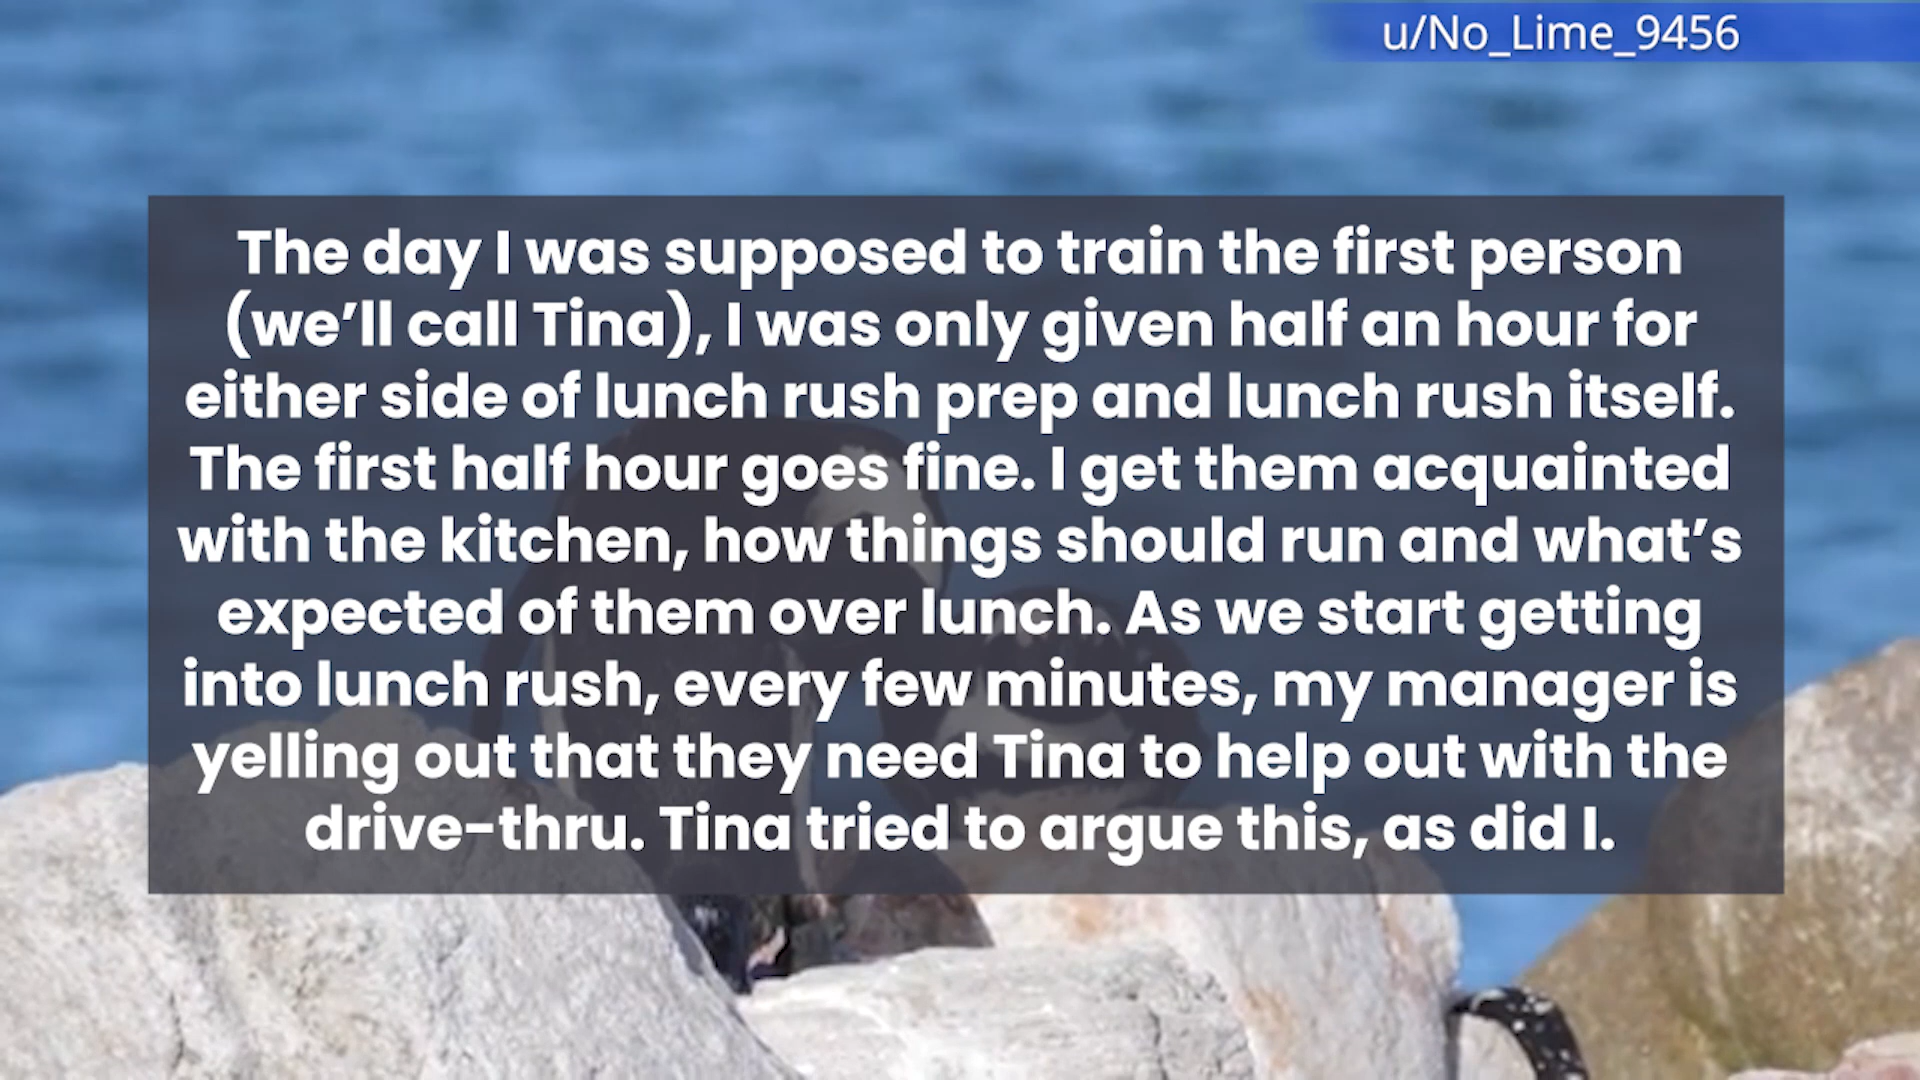 u/No_Lime_9456
The day I was supposed to train the first person
(we’ll call Tina), I was only given half an hour for
either side of lunch rush prep and lunch rush itself.
The first half hour goes fine. I get them acquainted
with the kitchen, how things should run and what’s
expected of them over lunch. As we start getting
into lunch rush, every few minutes, my manager is
yelling out that they need Tina to help out with the
drive-thru. Tina tried to argue this, as did I.